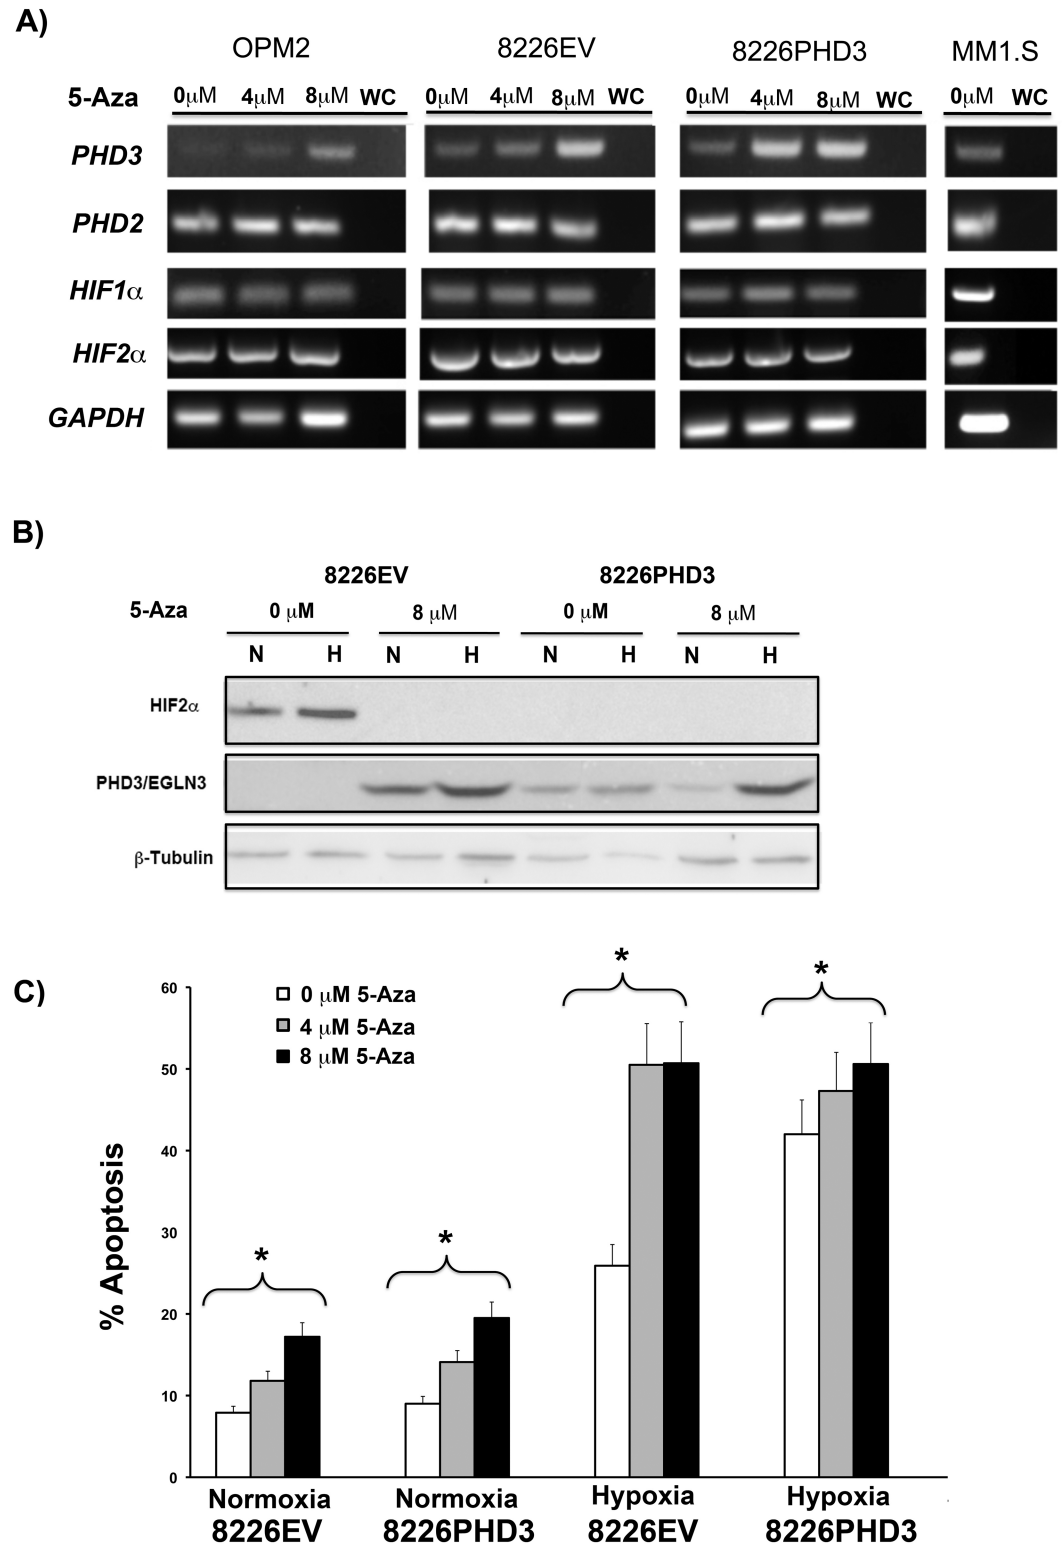 A)
OPM2 8226EV 8226PHD3 MM1.S
5-Aza 0μM 4μM 8μM WC 0μM 4μM 8μM WC 0μM 4μM 8μM WC 0μM WC
PHD3
PHD2
HIF1α
HIF2α
GAPDH
B)
8226EV 8226PHD3
5-Aza 0 μM 8 μM 0 μM 8 μM
N H N H N H N H
HIF2α
PHD3/EGLN3
β-Tubulin
C)
% Apoptosis
60
50
40
30
20
10
0
0 μM 5-Aza
4 μM 5-Aza
8 μM 5-Aza
* * * *
Normoxia Normoxia Hypoxia Hypoxia
8226EV 8226PHD3 8226EV 8226PHD3